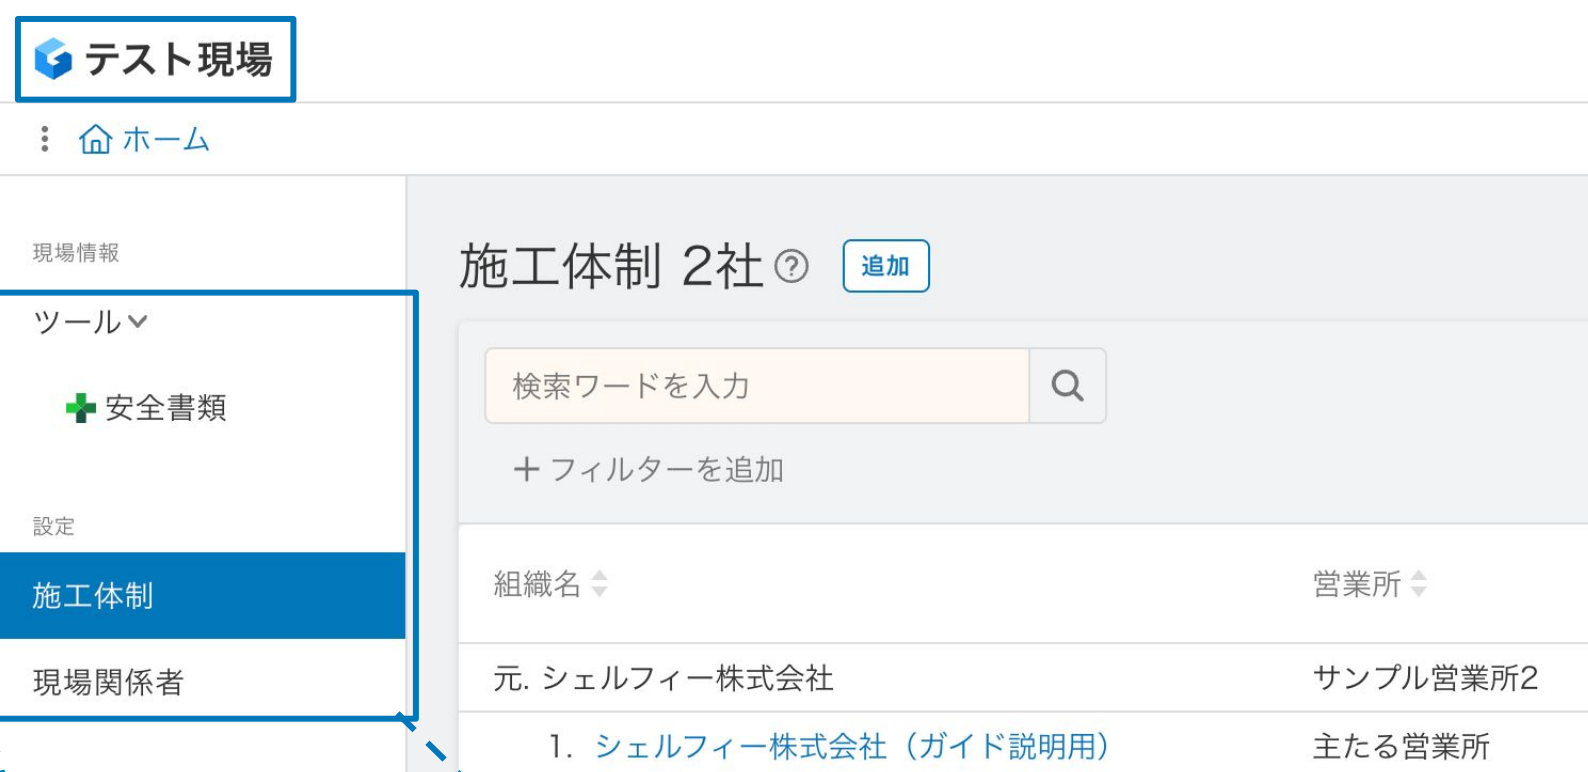 テスト現場
ホーム
現場情報
ツール
安全書類
設定
施工体制
現場関係者
施工体制 2社 ? 追加
検索ワードを入力
+ フィルターを追加
組織名 営業所
元. シェルフィー株式会社 サンプル営業所2
1. シェルフィー株式会社（ガイド説明用） 主たる営業所